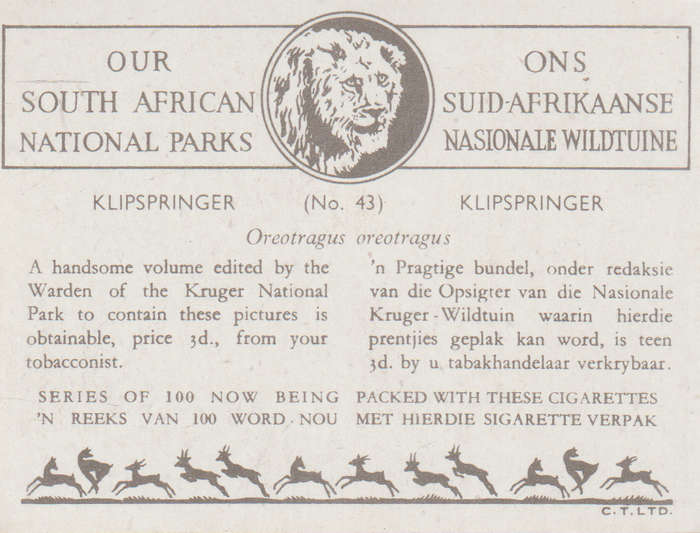 OUR
SOUTH AFRICAN
NATIONAL PARKS
ONS
SUID-AFRIKAANSE
NASIONALE WILDTUINE
KLIPSPRINGER (No. 43) KLIPSPRINGER
Oreotragus oreotragus
A handsome volume edited by the
Warden of the Kruger National
Park to contain these pictures is
obtainable, price 3d., from your
tobacconist.
'n Pragtige bundel, onder redaksie
van die Opsigter van die Nasionale
Kruger-Wildtuin waarin hierdie
prentjies geplak kan word, is teen
3d. by u tabakhandelaar verkrybaar.
SERIES OF 100 NOW BEING PACKED WITH THESE CIGARETTES
'N REEKS VAN 100 WORD NOU MET HIERDIE SIGARETTE VERPAK
C.T.LTD.